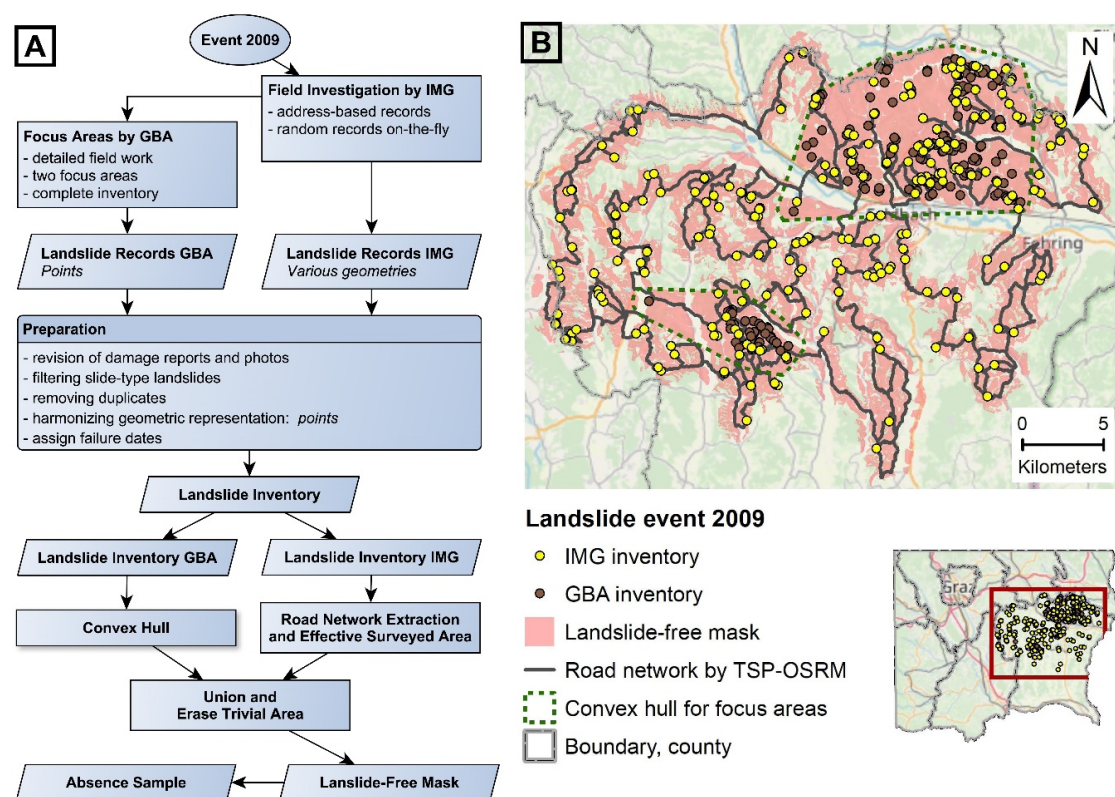 A
Event 2009
Field Investigation by IMG
- address-based records
- random records on-the-fly
Focus Areas by GBA
- detailed field work
- two focus areas
- complete inventory
Landslide Records GBA
Points
Landslide Records IMG
Various geometries
Preparation
- revision of damage reports and photos
- filtering slide-type landslides
- removing duplicates
- harmonizing geometric representation: points
- assign failure dates
Landslide Inventory
Landslide Inventory GBA
Landslide Inventory IMG
Convex Hull
Road Network Extraction
and Effective Surveyed Area
Union and
Erase Trivial Area
Absence Sample
Lanslide-Free Mask
B
N
Fehring
0 5
Kilometers
Landslide event 2009
IMG inventory
GBA inventory
Landslide-free mask
Road network by TSP-OSRM
Convex hull for focus areas
Boundary, county
Graz